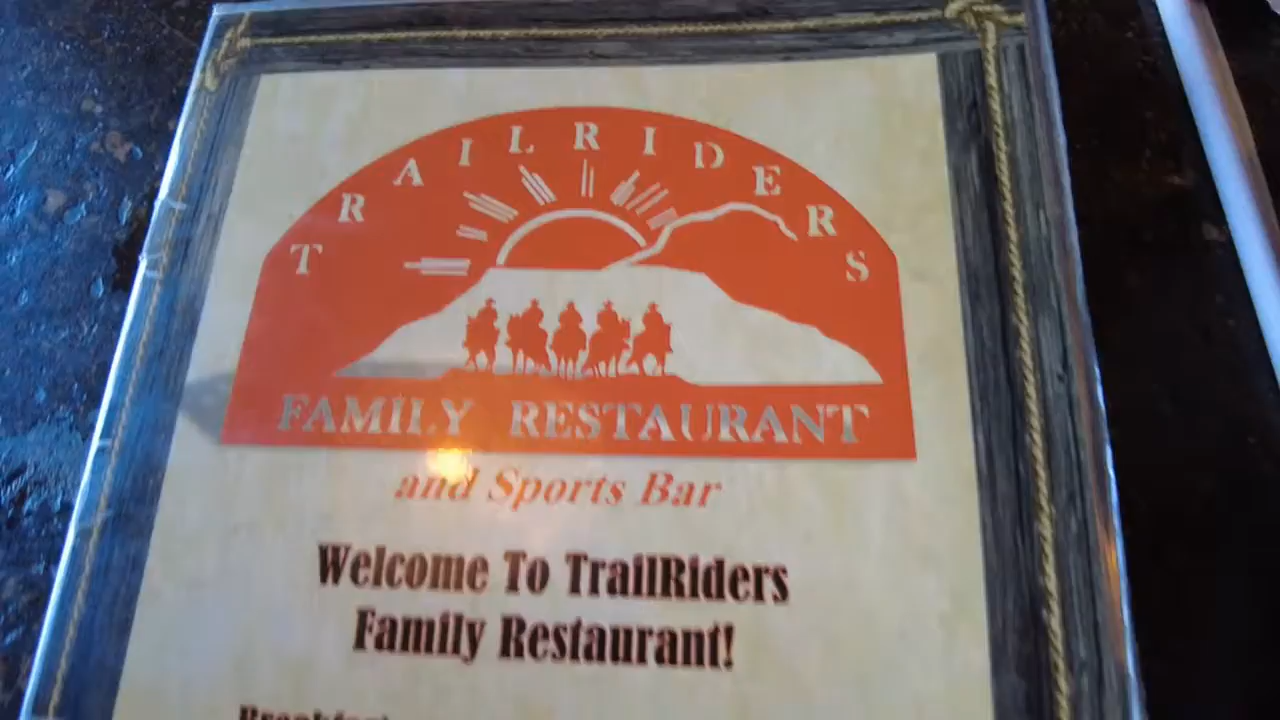 TRAILRIDERS
FAMILY RESTAURANT
and Sports Bar
Welcome To TrailRiders
Family Restaurant!